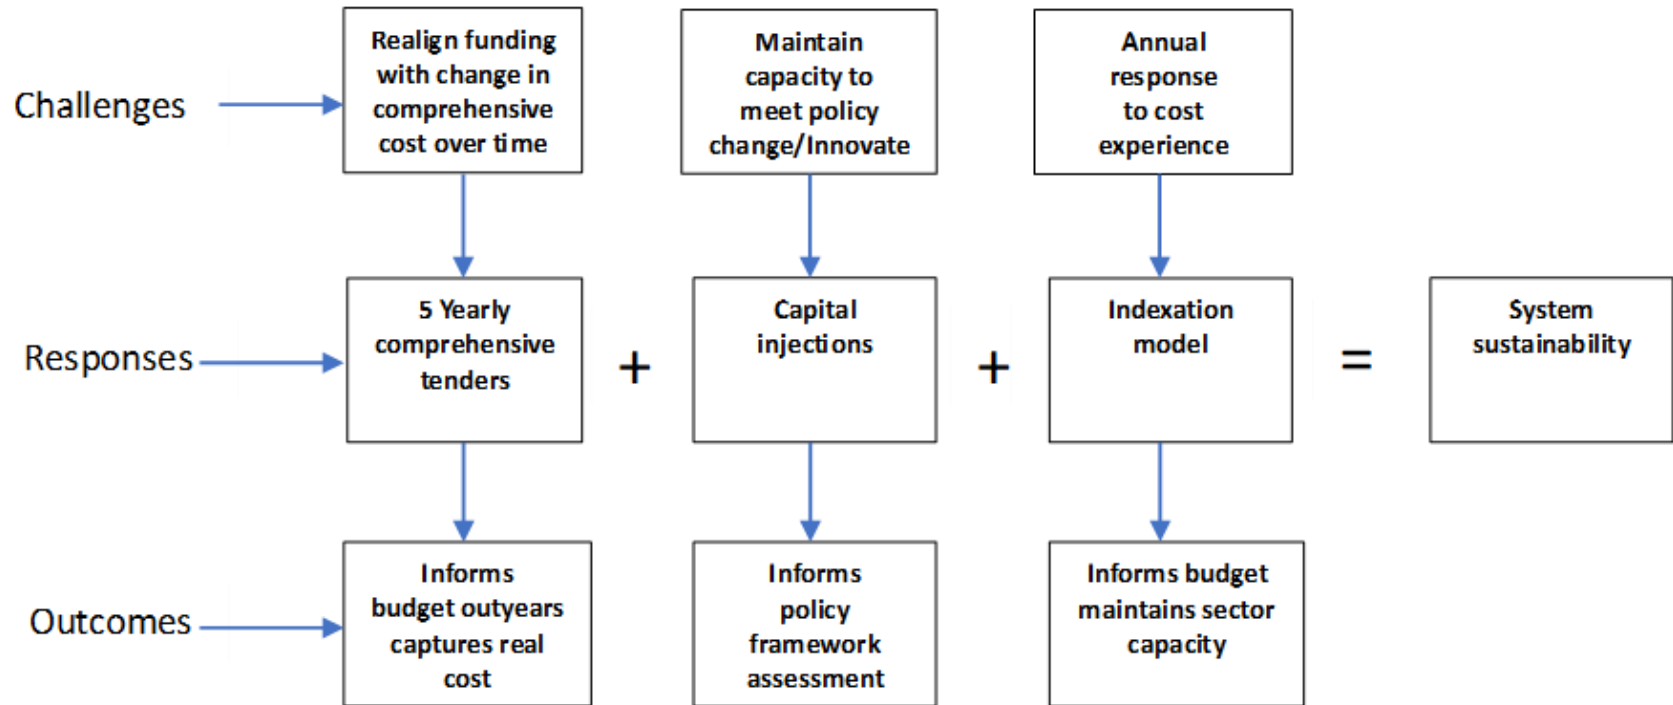 Challenges
Realign funding
with change in
comprehensive
cost over time
Maintain
capacity to
meet policy
change/Innovate
Annual
response
to cost
experience
Responses
5 Yearly
comprehensive
tenders
+
Capital
injections
+
Indexation
model
=
System
sustainability
Outcomes
Informs
budget outyears
captures real
cost
Informs
policy
framework
assessment
Informs budget
maintains sector
capacity